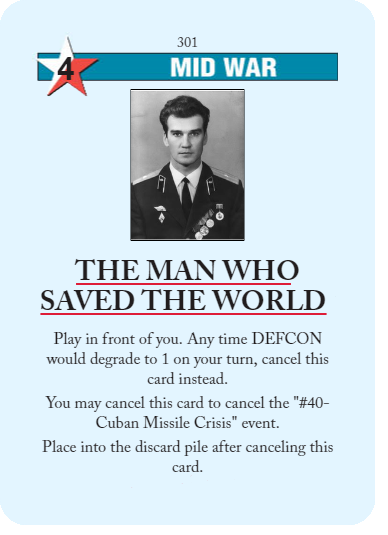 301
4 MID WAR
THE MAN WHO
SAVED THE WORLD
Play in front of you. Any time DEFCON
would degrade to 1 on your turn, cancel this
card instead.
You may cancel this card to cancel the "#40-
Cuban Missile Crisis" event.
Place into the discard pile after canceling this
card.